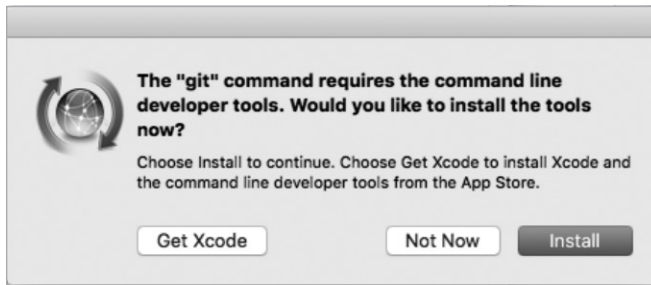 The "git" command requires the command line
developer tools. Would you like to install the tools
now?
Choose Install to continue. Choose Get Xcode to install Xcode and
the command line developer tools from the App Store.
Get Xcode
Not Now
Install